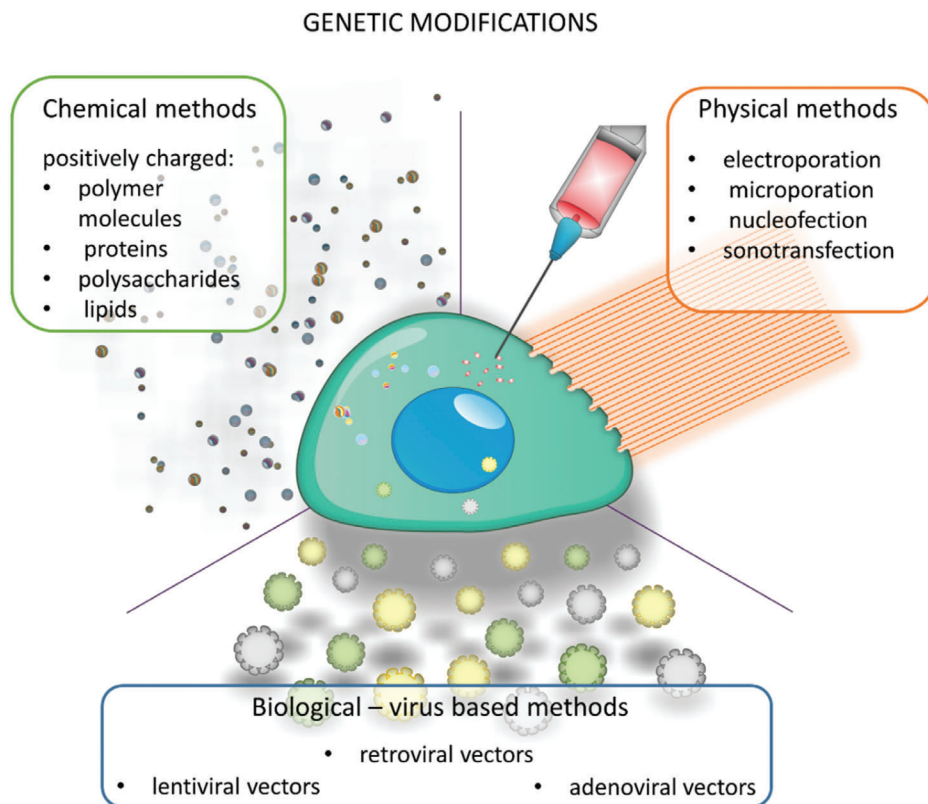 GENETIC MODIFICATIONS
Chemical methods
positively charged:
• polymer
molecules
• proteins
• polysaccharides
• lipids
Physical methods
• electroporation
• microporation
• nucleofection
• sonotransfection
Biological – virus based methods
• retroviral vectors
• lentiviral vectors
• adenoviral vectors